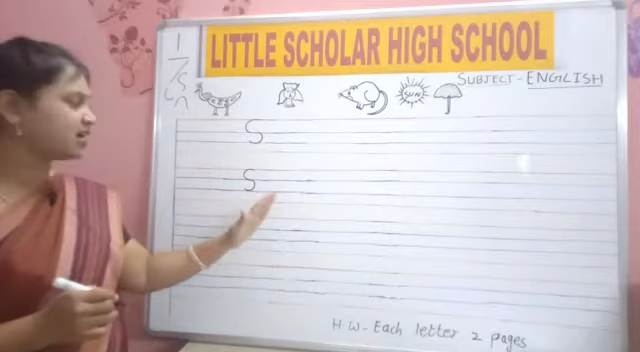 LITTLE SCHOLAR HIGH SCHOOL
SUBJECT-ENGLISH
SUN
S
S
H.W-Each letter 2 pages